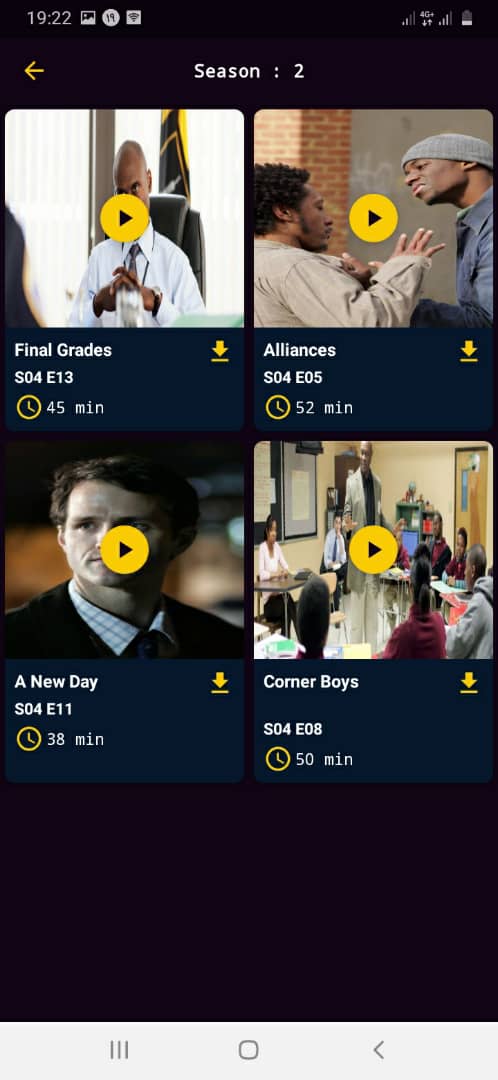 19:22 ١٩ 4G+
Season : 2
Final Grades
S04 E13
45 min
Alliances
S04 E05
52 min
A New Day
S04 E11
38 min
Corner Boys
S04 E08
50 min